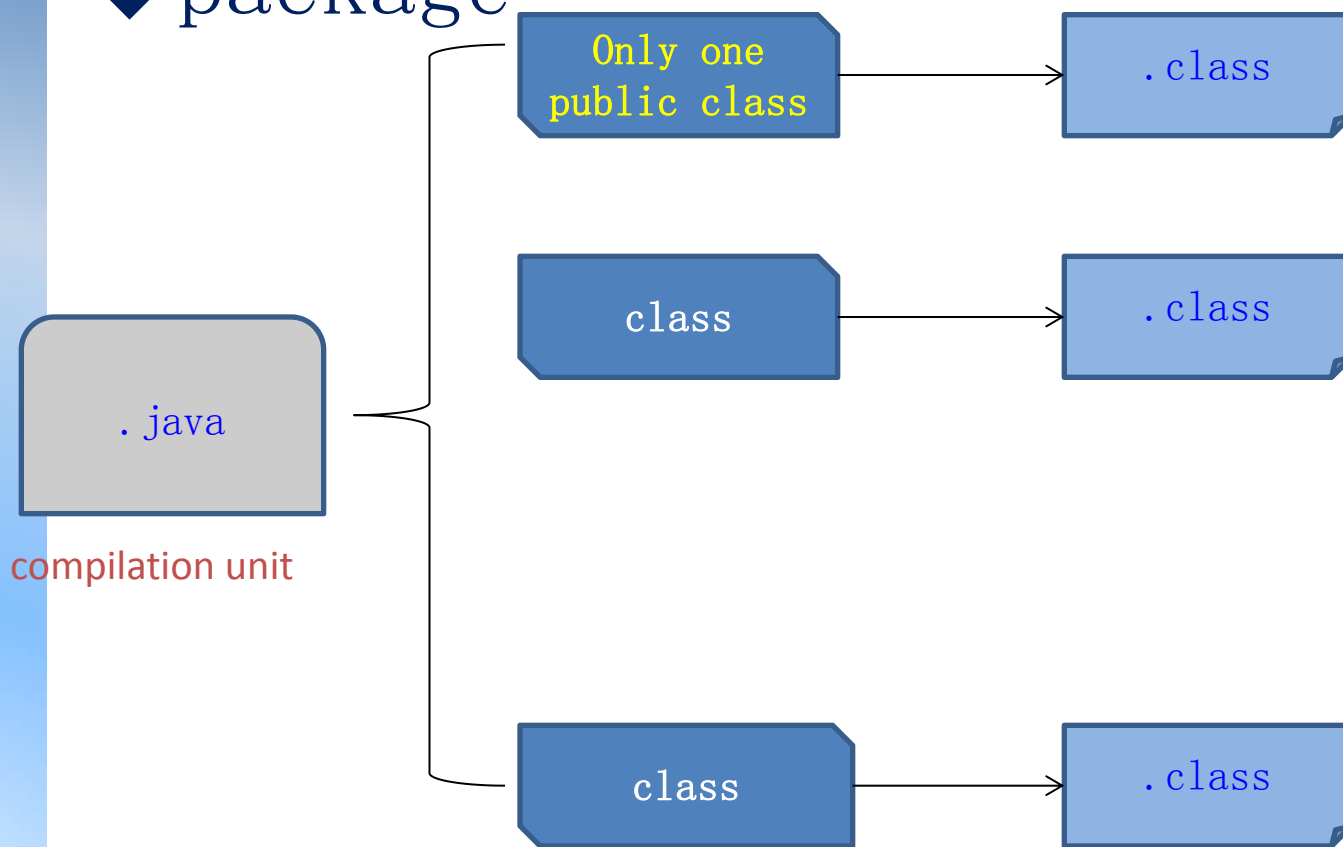 ◆ package
Only one
public class
.class
class
.class
.java
compilation unit
class
.class